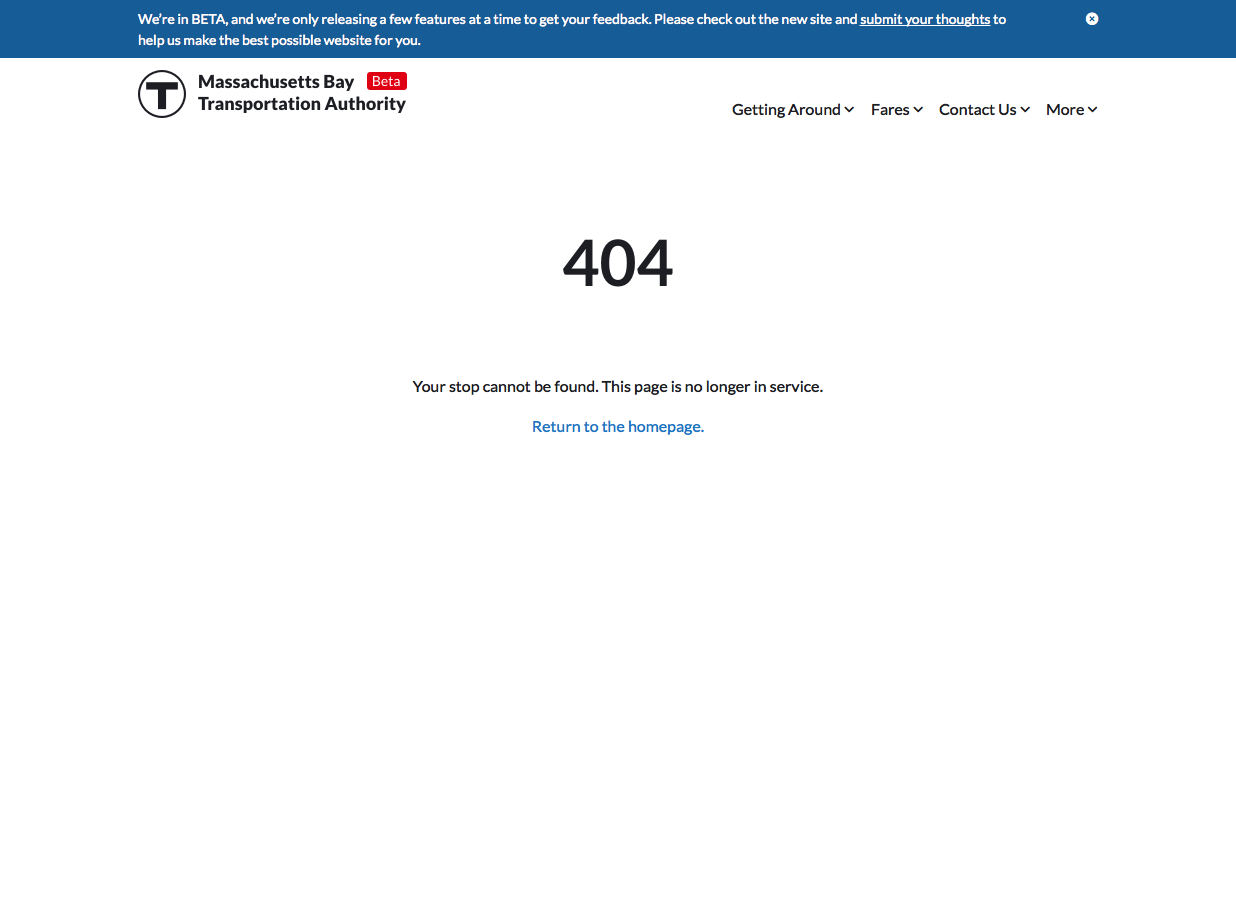 We're in BETA, and we're only releasing a few features at a time to get your feedback. Please check out the new site and submit your thoughts to
help us make the best possible website for you.
T
Massachusetts Bay Beta
Transportation Authority
Getting Around Fares Contact Us More
404
Your stop cannot be found. This page is no longer in service.
Return to the homepage.